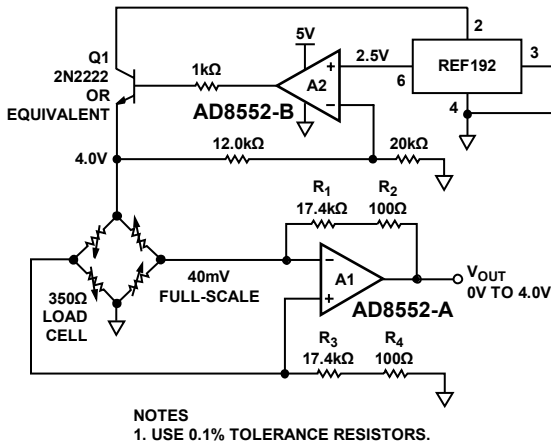 2
Q1
2N2222
OR
EQUIVALENT
1kΩ
5V
+
A2
−
AD8552-B
2.5V
6
REF192
3
4
4.0V
12.0kΩ
20kΩ
R1
17.4kΩ
R2
100Ω
350Ω
LOAD
CELL
40mV
FULL-SCALE
−
A1
+
AD8552-A
VOUT
0V TO 4.0V
R3
17.4kΩ
R4
100Ω
NOTES
1. USE 0.1% TOLERANCE RESISTORS.